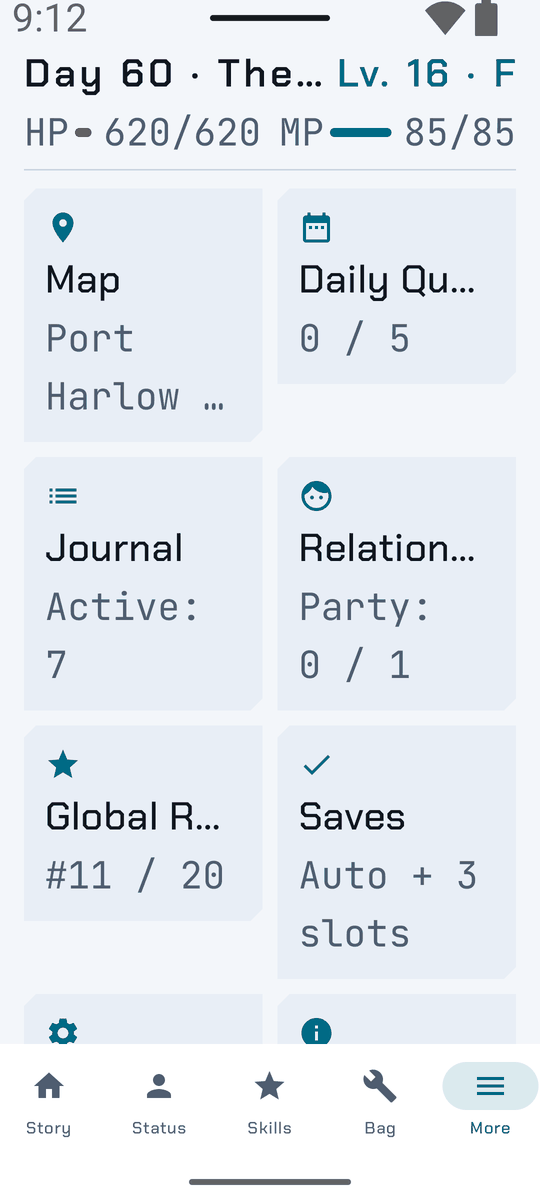 9:12
Day 60 · The… Lv. 16 · F
HP 620/620 MP 85/85
Map
Port
Harlow …
Daily Qu…
0 / 5
Journal
Active:
7
Relation…
Party:
0 / 1
Global R…
#11 / 20
Saves
Auto + 3
slots
Story Status Skills Bag More